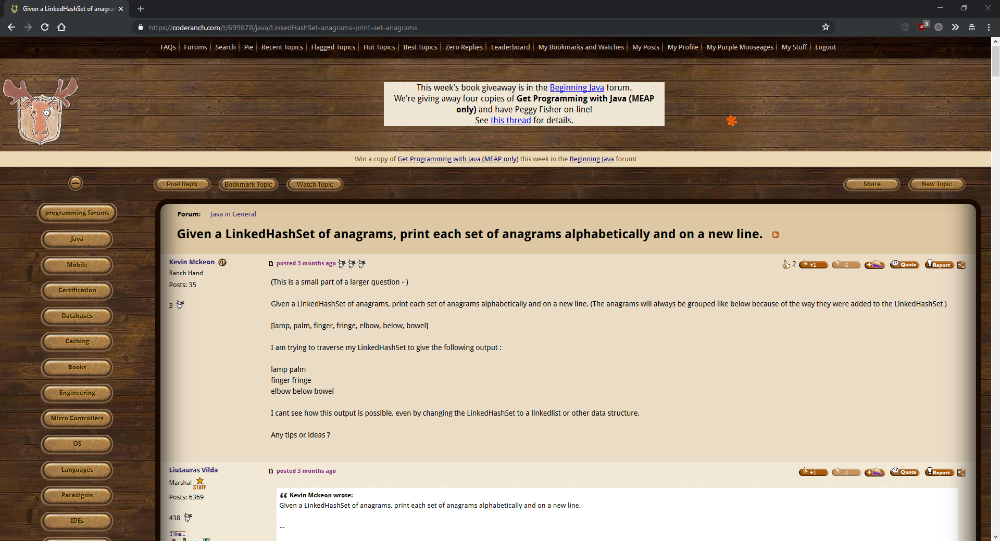 Given a LinkedHashSet of anagra
https://coderanch.com/t/699878/java/LinkedHashSet-anagrams-print-set-anagrams
3
FAQs Forums Search Pie Recent Topics Flagged Topics Hot Topics Best Topics Zero Replies Leaderboard My Bookmarks and Watches My Posts My Profile My Purple Mooseages My Stuff Logout
This week's book giveaway is in the Beginning Java forum.
We're giving away four copies of Get Programming with Java (MEAP
only) and have Peggy Fisher on-line!
See this thread for details.
Win a copy of Get Programming with Java (MEAP only) this week in the Beginning Java forum!
Post Reply Bookmark Topic Watch Topic Share New Topic
programming forums
Java
Mobile
Certification
Databases
Caching
Books
Engineering
Micro Controllers
OS
Languages
Paradigms
IDEs
Forum: Java in General
Given a LinkedHashSet of anagrams, print each set of anagrams alphabetically and on a new line.
Kevin Mckeon OP
Ranch Hand
Posts: 35
3
posted 3 months ago
2 +1 -1 Quote Report
(This is a small part of a larger question - )
Given a LinkedHashSet of anagrams, print each set of anagrams alphabetically and on a new line. (The anagrams will always be grouped like below because of the way they were added to the LinkedHashSet )
[lamp, palm, finger, fringe, elbow, below, bowel]
I am trying to traverse my LinkedHashSet to give the following output :
lamp palm
finger fringe
elbow below bowel
I cant see how this output is possible, even by changing the LinkedHashSet to a linkedlist or other data structure.
Any tips or ideas ?
Liutauras Vilda
Marshal STAFF
Posts: 6369
438
I like...
posted 3 months ago
+1 -1 Quote Report
Kevin Mckeon wrote:
Given a LinkedHashSet of anagrams, print each set of anagrams alphabetically and on a new line.
...